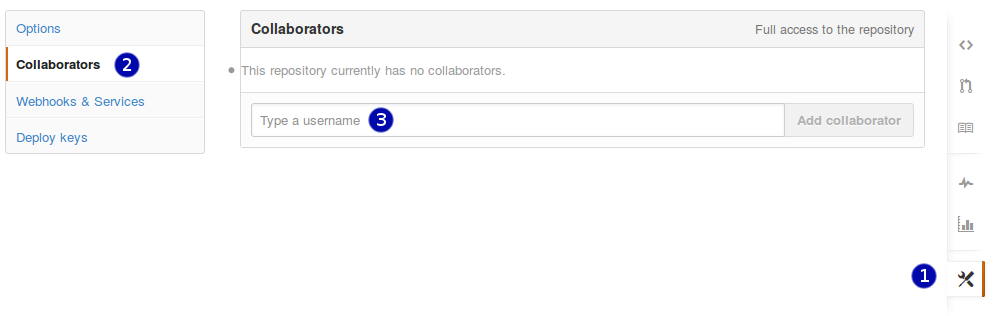 Options
Collaborators 2
Webhooks & Services
Deploy keys
Collaborators Full access to the repository
This repository currently has no collaborators.
Type a username 3 Add collaborator
1